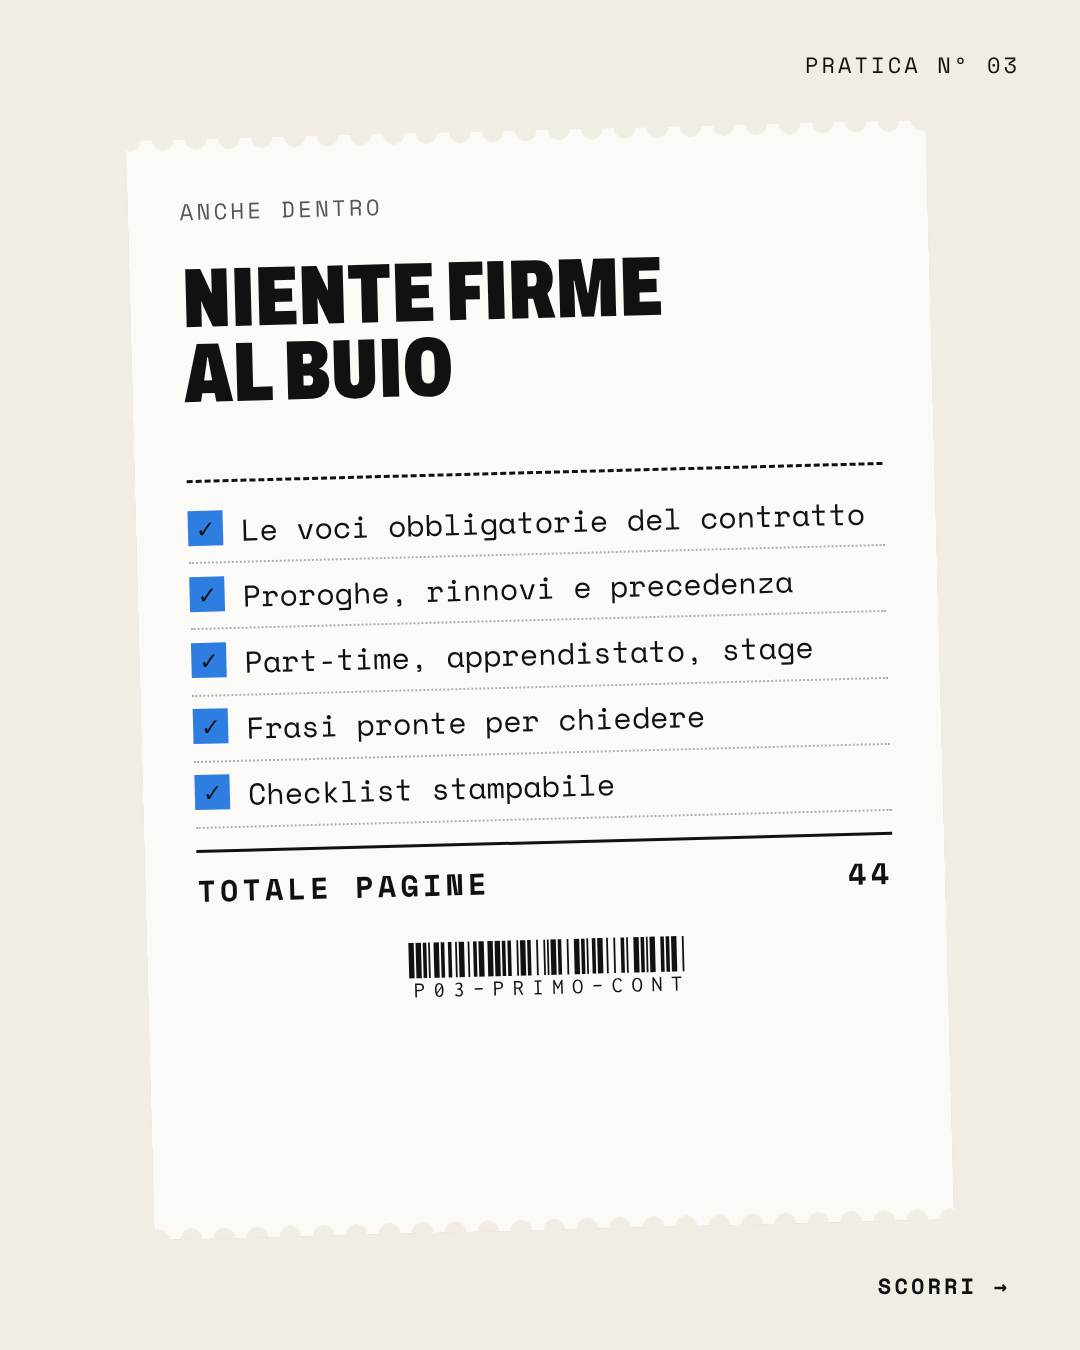 PRATICA N° 03
ANCHE DENTRO
NIENTE FIRME
AL BUIO
✓ Le voci obbligatorie del contratto
✓ Proroghe, rinnovi e precedenza
✓ Part-time, apprendistato, stage
✓ Frasi pronte per chiedere
✓ Checklist stampabile
TOTALE PAGINE 44
P03-PRIMO-CONT
SCORRI →